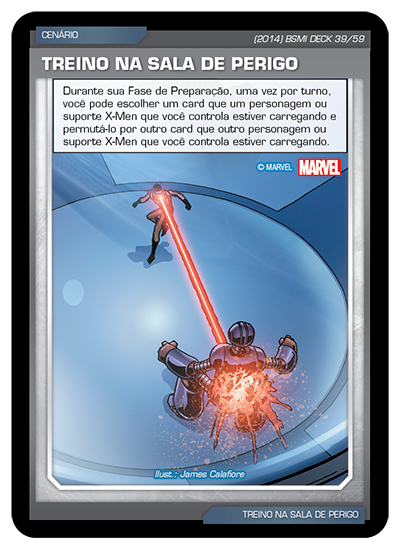 CENÁRIO
(2014) BSMI DECK 39/59
TREINO NA SALA DE PERIGO
Durante sua Fase de Preparação, uma vez por turno,
você pode escolher um card que um personagem ou
suporte X-Men que você controla estiver carregando e
permutá-lo por outro card que outro personagem ou
suporte X-Men que você controla estiver carregando.
© MARVEL MARVEL
Ilust.: James Calafiore
TREINO NA SALA DE PERIGO